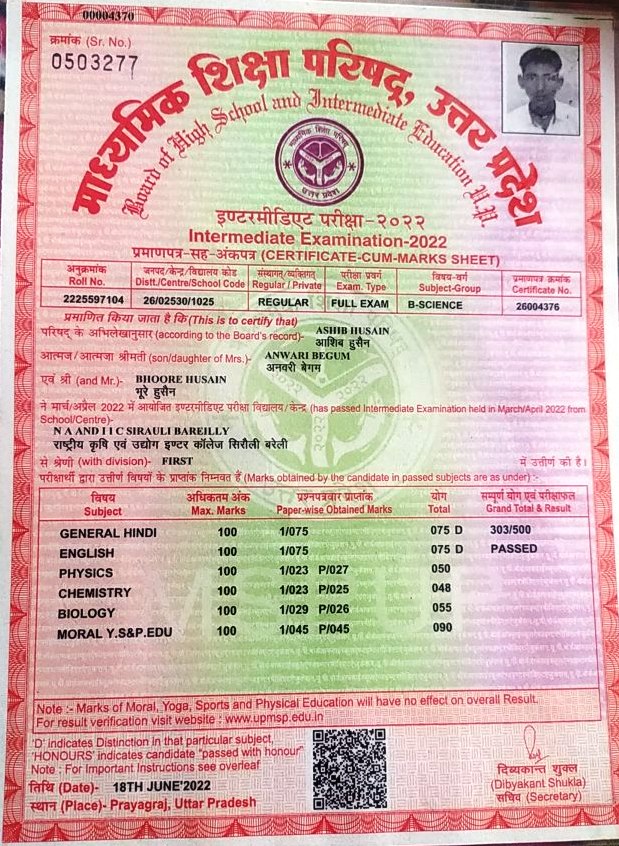 00004370
क्रमांक (Sr. No.)
0503277
माध्यमिक शिक्षा परिषद्, उत्तर प्रदेश
Board of High School and Intermediate Education U.P.
माध्यमिक शिक्षा परिषद
उत्तर प्रदेश
इण्टरमीडिएट परीक्षा-२०२२
Intermediate Examination-2022
प्रमाणपत्र-सह-अंकपत्र (CERTIFICATE-CUM-MARKS SHEET)
अनुक्रमांक जनपद/केन्द्र/विद्यालय कोड संस्थागत/व्यक्तिगत परीक्षा प्रवर्ग विषय-वर्ग प्रमाणपत्र क्रमांक
Roll No. Distt./Centre/School Code Regular / Private Exam. Type Subject-Group Certificate No.
2225597104 26/02530/1025 REGULAR FULL EXAM B-SCIENCE 26004376
प्रमाणित किया जाता है कि (This is to certify that)
परिषद् के अभिलेखानुसार (according to the Board's record)- ASHIB HUSAIN
आशिब हुसैन
आत्मज/आत्मजा श्रीमती (son/daughter of Mrs.)- ANWARI BEGUM
अनवरी बेगम
एवं श्री (and Mr.)- BHOORE HUSAIN
भूरे हुसैन
ने मार्च/अप्रैल 2022 में आयोजित इण्टरमीडिएट परीक्षा विद्यालय/केन्द्र (has passed Intermediate Examination held in March/April 2022 from
School/Centre)-
N A AND I I C SIRAULI BAREILLY
राष्ट्रीय कृषि एवं उद्योग इण्टर कॉलेज सिरौली बरेली
से श्रेणी (with division)- FIRST में उत्तीर्ण की है।
परीक्षार्थी द्वारा उत्तीर्ण विषयों के प्राप्तांक निम्नवत हैं (Marks obtained by the candidate in passed subjects are as under) :-
विषय अधिकतम अंक प्रश्नपत्रवार प्राप्तांक योग सम्पूर्ण योग एवं परीक्षाफल
Subject Max. Marks Paper-wise Obtained Marks Total Grand Total & Result
GENERAL HINDI 100 1/075 075 D 303/500
ENGLISH 100 1/075 075 D PASSED
PHYSICS 100 1/023 P/027 050
CHEMISTRY 100 1/023 P/025 048
BIOLOGY 100 1/029 P/026 055
MORAL Y.S&P.EDU 100 1/045 P/045 090
Note :- Marks of Moral, Yoga, Sports and Physical Education will have no effect on overall Result.
For result verification visit website : www.upmsp.edu.in
'D' indicates Distinction in that particular subject,
'HONOURS' indicates candidate "passed with honour"
Note : For Important Instructions see overleaf
तिथि (Date)- 18TH JUNE'2022
स्थान (Place)- Prayagraj, Uttar Pradesh
दिब्यकान्त शुक्ल
(Dibyakant Shukla)
सचिव (Secretary)